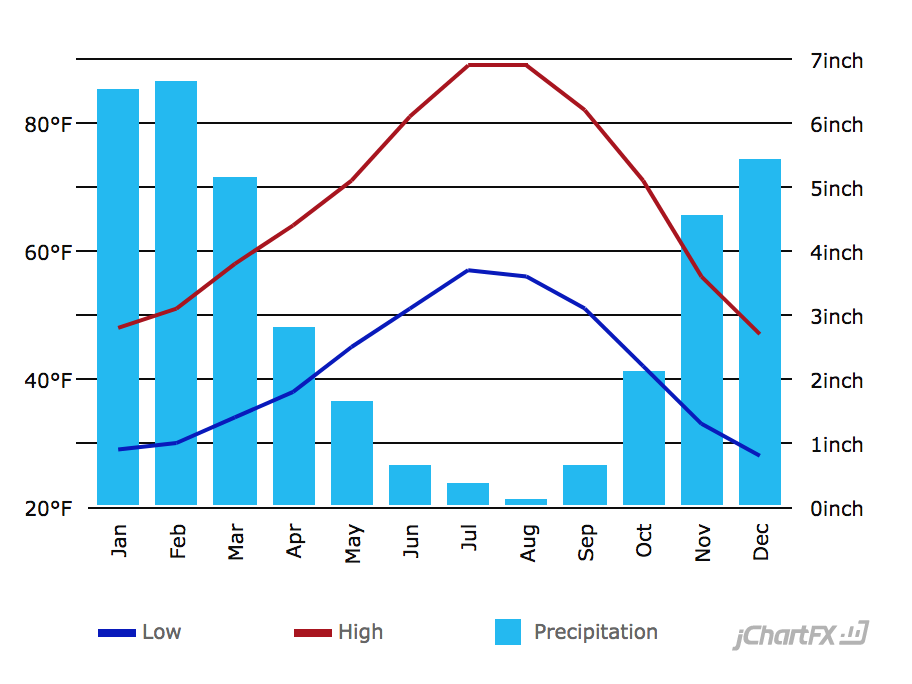 7inch
80°F 6inch
5inch
60°F 4inch
3inch
40°F 2inch
1inch
20°F 0inch
Jan Feb Mar Apr May Jun Jul Aug Sep Oct Nov Dec
Low High Precipitation jChartFX